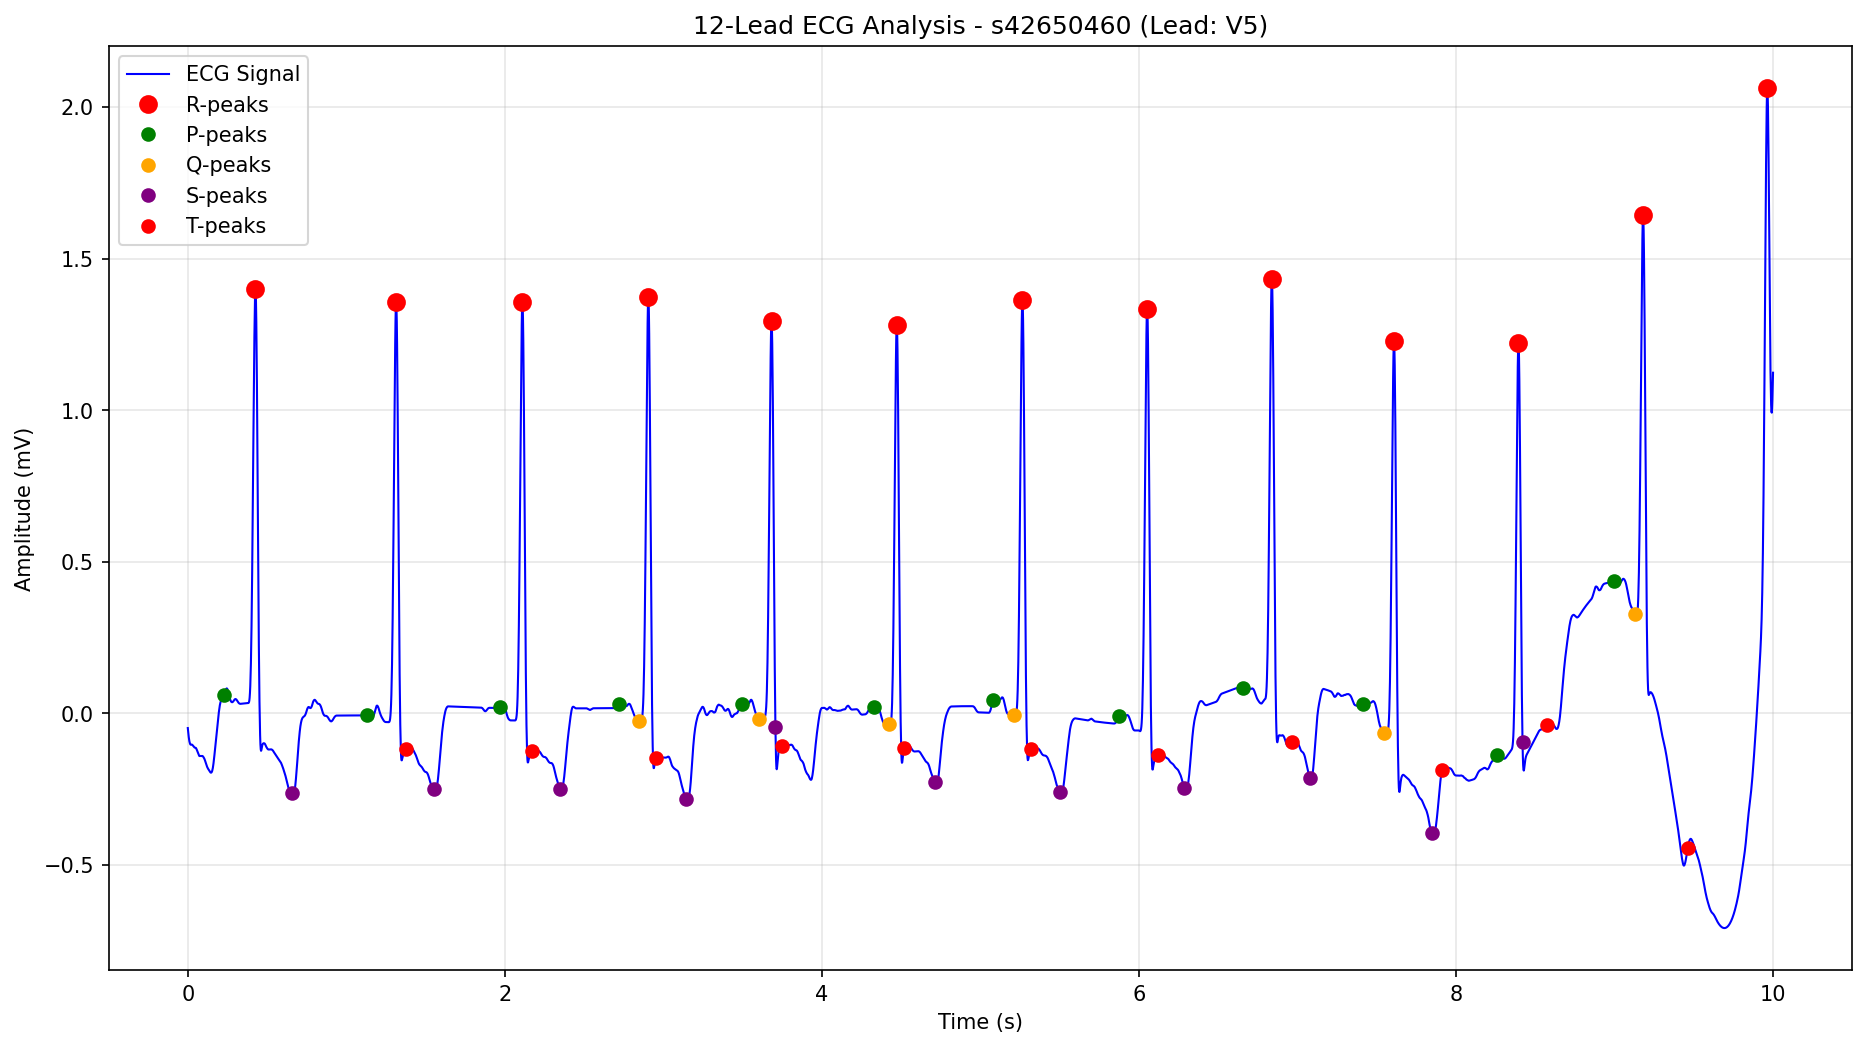 12-Lead ECG Analysis - s42650460 (Lead: V5)
ECG Signal
R-peaks
P-peaks
Q-peaks
S-peaks
T-peaks
Amplitude (mV)
2.0
1.5
1.0
0.5
0.0
−0.5
0 2 4 6 8 10
Time (s)